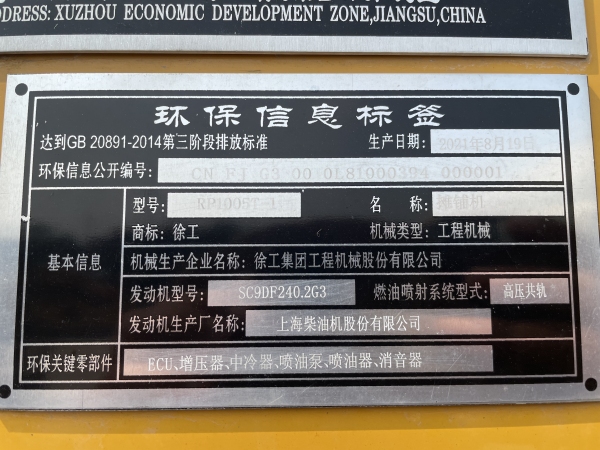 DDRESS: XUZHOU ECONOMIC DEVELOPMENT ZONE,JIANGSU,CHINA
环保信息标签
达到GB 20891-2014第三阶段排放标准 生产日期: 2021年8月19日
环保信息公开编号: CN FJ G3 00 0L81000394 000001
型号: RP1005T 名称: 摊铺机
商标: 徐工 机械类型: 工程机械
基本信息 机械生产企业名称: 徐工集团工程机械股份有限公司
发动机型号: SC9DF240.2G3 燃油喷射系统型式: 高压共轨
发动机生产厂名称: 上海柴油机股份有限公司
环保关键零部件 ECU、增压器、中冷器、喷油泵、喷油器、消音器